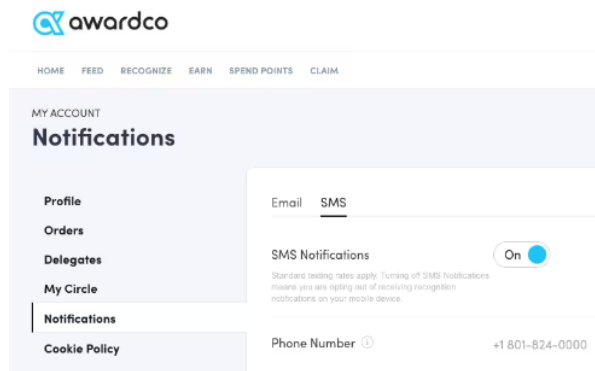 awardco
HOME FEED RECOGNIZE EARN SPEND POINTS CLAIM
MY ACCOUNT
Notifications
Profile
Orders
Delegates
My Circle
Notifications
Cookie Policy
Email SMS
SMS Notifications On
Standard texting rates apply. Turning off SMS Notifications
means you are opting out of receiving recognition
notifications on your mobile device.
Phone Number +1 801-824-0000